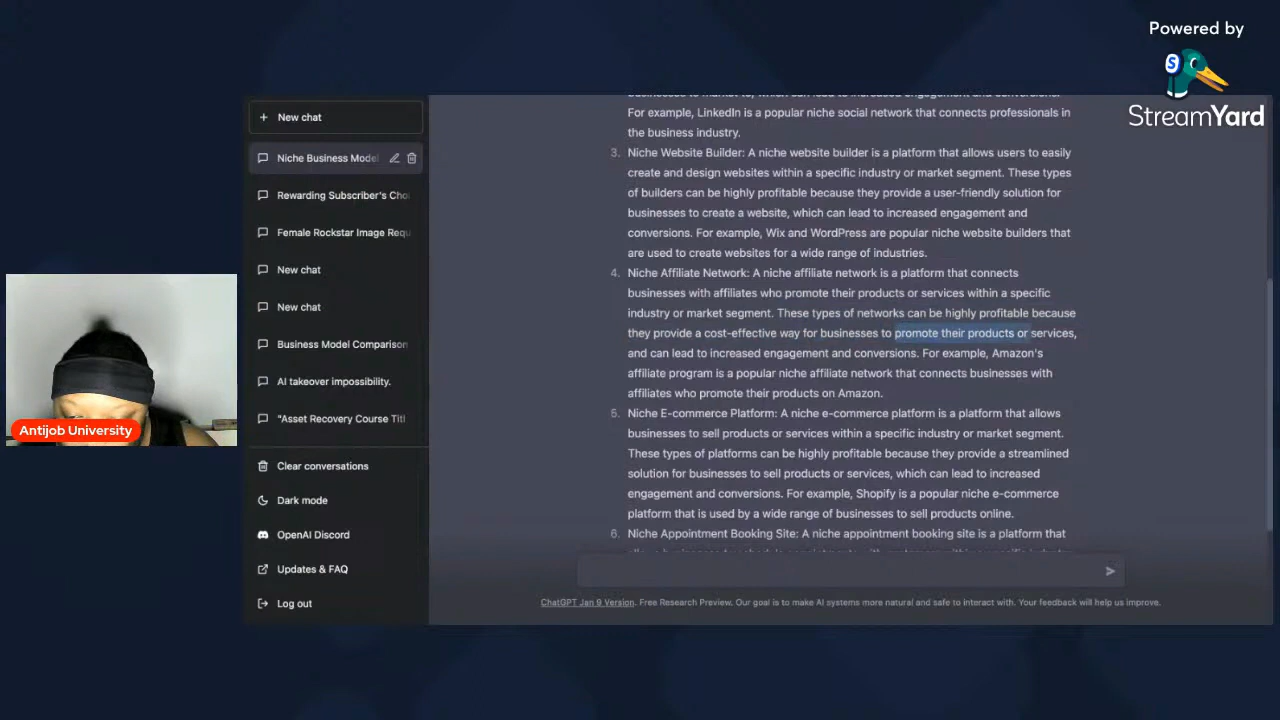 Powered by
S
StreamYard
+ New chat
Niche Business Model
Rewarding Subscriber's Cho
Female Rockstar Image Requ
New chat
New chat
Business Model Comparison
AI takeover impossibility.
"Asset Recovery Course Titl
Clear conversations
Dark mode
OpenAI Discord
Updates & FAQ
Log out
For example, LinkedIn is a popular niche social network that connects professionals in
the business industry.
3. Niche Website Builder: A niche website builder is a platform that allows users to easily
create and design websites within a specific industry or market segment. These types
of builders can be highly profitable because they provide a user-friendly solution for
businesses to create a website, which can lead to increased engagement and
conversions. For example, Wix and WordPress are popular niche website builders that
are used to create websites for a wide range of industries.
4. Niche Affiliate Network: A niche affiliate network is a platform that connects
businesses with affiliates who promote their products or services within a specific
industry or market segment. These types of networks can be highly profitable because
they provide a cost-effective way for businesses to promote their products or services,
and can lead to increased engagement and conversions. For example, Amazon's
affiliate program is a popular niche affiliate network that connects businesses with
affiliates who promote their products on Amazon.
5. Niche E-commerce Platform: A niche e-commerce platform is a platform that allows
businesses to sell products or services within a specific industry or market segment.
These types of platforms can be highly profitable because they provide a streamlined
solution for businesses to sell products or services, which can lead to increased
engagement and conversions. For example, Shopify is a popular niche e-commerce
platform that is used by a wide range of businesses to sell products online.
6. Niche Appointment Booking Site: A niche appointment booking site is a platform that
ChatGPT Jan 9 Version. Free Research Preview. Our goal is to make AI systems more natural and safe to interact with. Your feedback will help us improve.
Antijob University